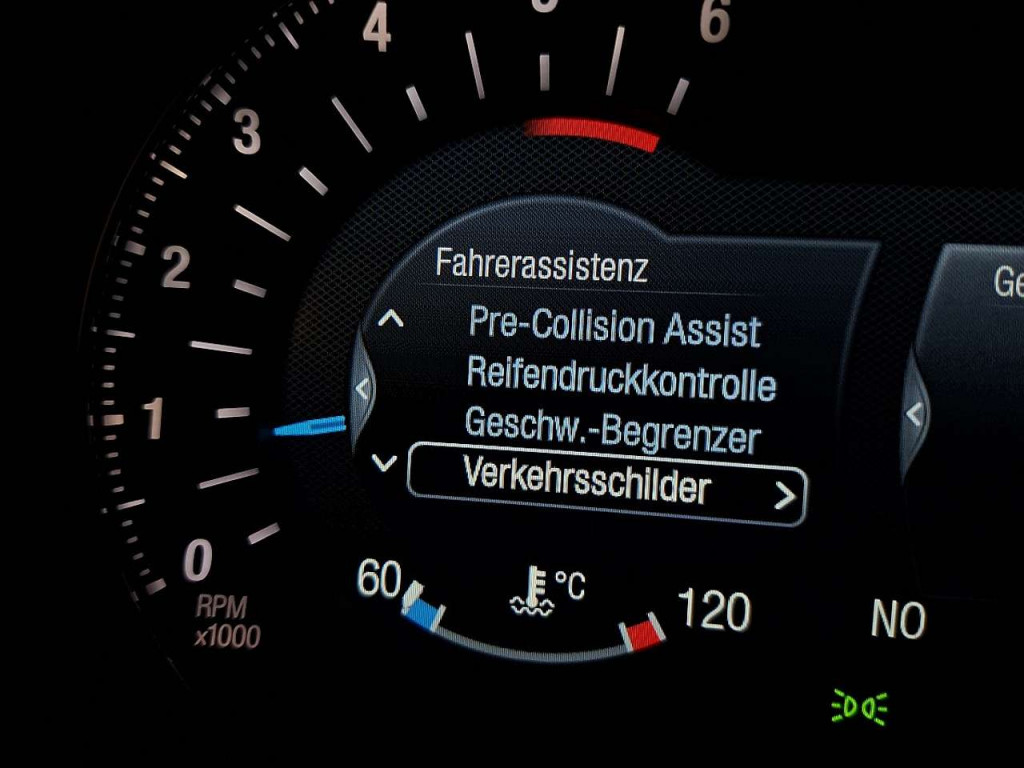 4
6
3
2
1
0
RPM
x1000
Fahrerassistenz
Pre-Collision Assist
Reifendruckkontrolle
Geschw.-Begrenzer
Verkehrsschilder
Ge
60
°C
120
NO